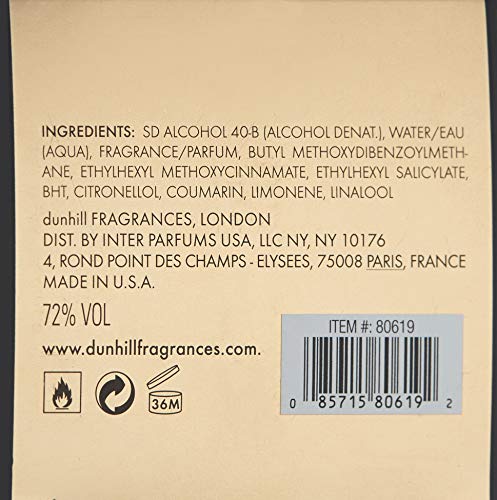 INGREDIENTS: SD ALCOHOL 40-B (ALCOHOL DENAT.), WATER/EAU
(AQUA), FRAGRANCE/PARFUM, BUTYL METHOXYDIBENZOYLMETH-
ANE, ETHYLHEXYL METHOXYCINNAMATE, ETHYLHEXYL SALICYLATE,
BHT, CITRONELLOL, COUMARIN, LIMONENE, LINALOOL
dunhill FRAGRANCES, LONDON
DIST. BY INTER PARFUMS USA, LLC NY, NY 10176
4, ROND POINT DES CHAMPS - ELYSEES, 75008 PARIS, FRANCE
MADE IN U.S.A.
72% VOL
www.dunhillfragrances.com.
36M
ITEM #: 80619
0 85715 80619 2